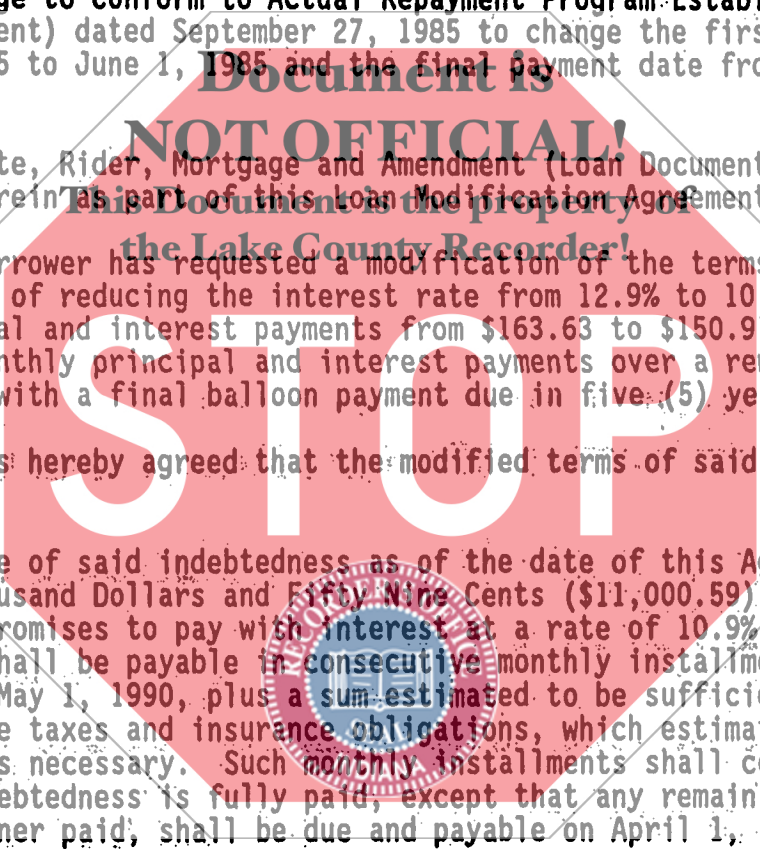 ge to conform to Actual Repayment Program Establ
ent) dated September 27, 1985 to change the firs
5 to June 1, 1985 and the final payment date fro
Document is
NOT OFFICIAL!
te, Rider, Mortgage and Amendment (Loan Document
rein as part of this Loan Modification Agreement
This Document is the property of
the Lake County Recorder!
rrower has requested a modification of the terms
of reducing the interest rate from 12.9% to 10
al and interest payments from $163.63 to $150.9
nthly principal and interest payments over a re
with a final balloon payment due in five (5) ye
STOP
s hereby agreed that the modified terms of said
e of said indebtedness as of the date of this A
usand Dollars and Fifty Nine Cents ($11,000.59)
romises to pay with interest at a rate of 10.9%
hall be payable in consecutive monthly installme
May 1, 1990, plus a sum estimated to be sufficie
e taxes and insurance obligations, which estima
s necessary. Such monthly installments shall co
ebtedness is fully paid, except that any remain
ner paid, shall be due and payable on April 1,
RECORDER'S OFFICE
SEAL
INDIANA